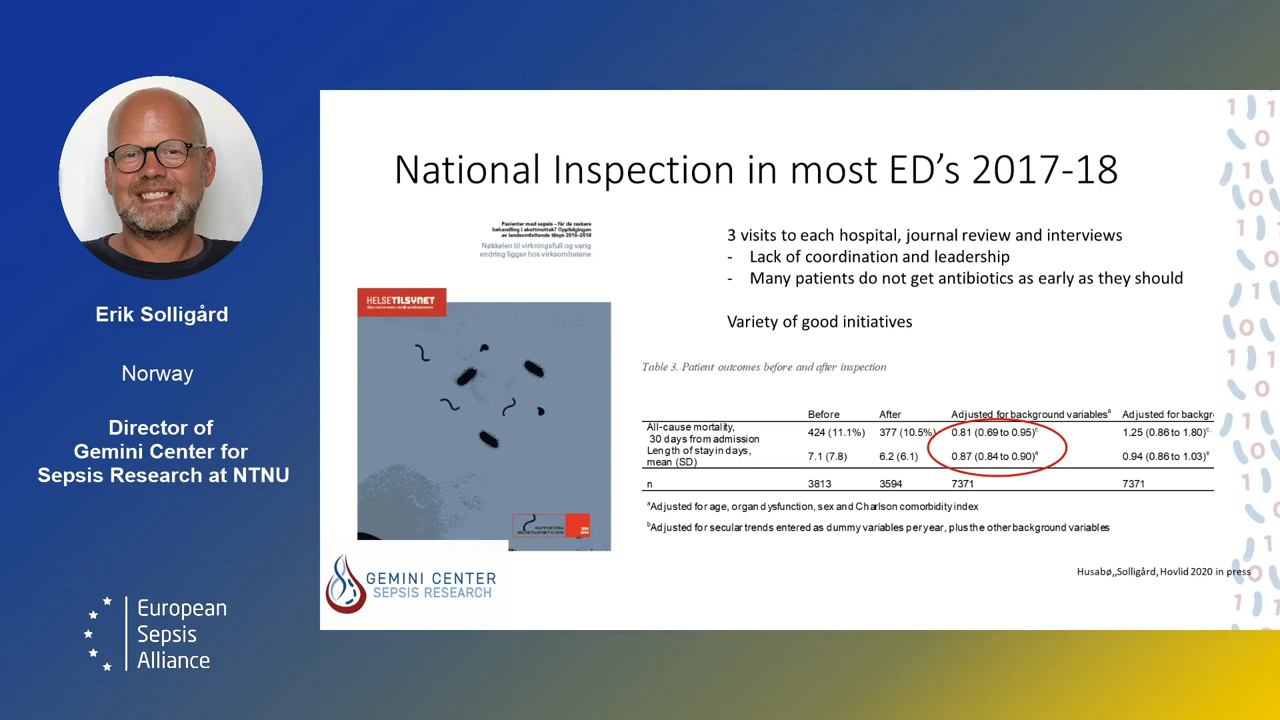 Erik Solligård
Norway
Director of
Gemini Center for
Sepsis Research at NTNU
European
Sepsis
Alliance
National Inspection in most ED’s 2017-18
Pasienter med sepsis – får de raskere
behandling i akuttmottak? Oppfølgingen
av landsomfattende tilsyn 2016–2018
Nøkkelen til virkningsfull og varig
endring ligger hos virksomhetene
HELSETILSYNET
GEMINI CENTER
SEPSIS RESEARCH
3 visits to each hospital, journal review and interviews
- Lack of coordination and leadership
- Many patients do not get antibiotics as early as they should
Variety of good initiatives
Table 3. Patient outcomes before and after inspection
Before After Adjusted for background variablesᵃ Adjusted for backgr
All-cause mortality,
30 days from admission 424 (11.1%) 377 (10.5%) 0.81 (0.69 to 0.95)ᶜ 1.25 (0.86 to 1.80)ᶜ
Length of stay in days,
mean (SD) 7.1 (7.8) 6.2 (6.1) 0.87 (0.84 to 0.90)ᵉ 0.94 (0.86 to 1.03)ᵉ
n 3813 3594 7371 7371
ᵃAdjusted for age, organ dysfunction, sex and Charlson comorbidity index
ᵇAdjusted for secular trends entered as dummy variables per year, plus the other background variables
Husabø,,Solligård, Hovlid 2020 in press